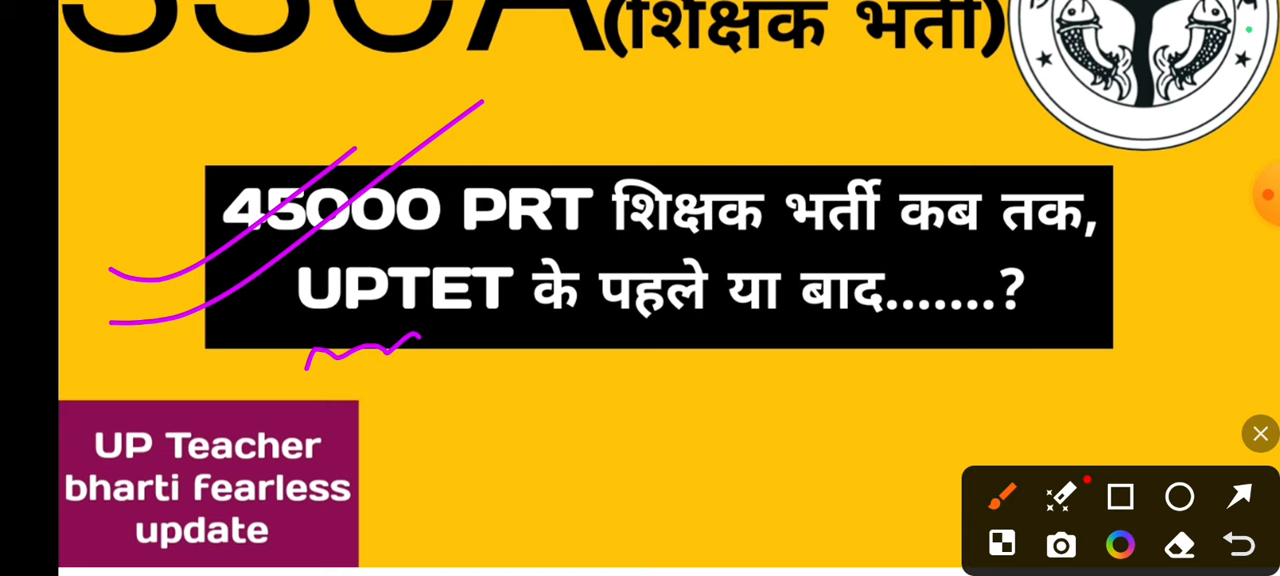 (शिक्षक भर्ती)
45000 PRT शिक्षक भर्ती कब तक,
UPTET के पहले या बाद.......?
UP Teacher
bharti fearless
update